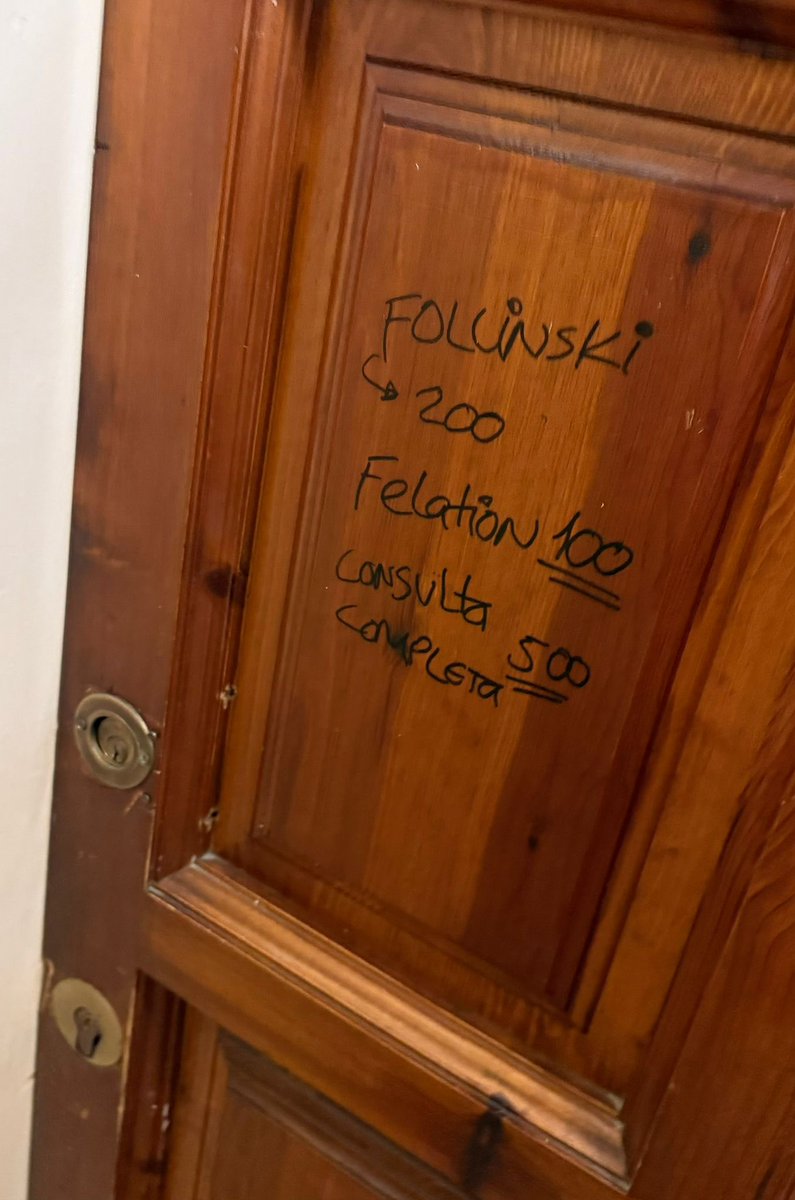 FOLLiNSKi
↳ 200
Felation 100
CONSULta
COMPLETa 500